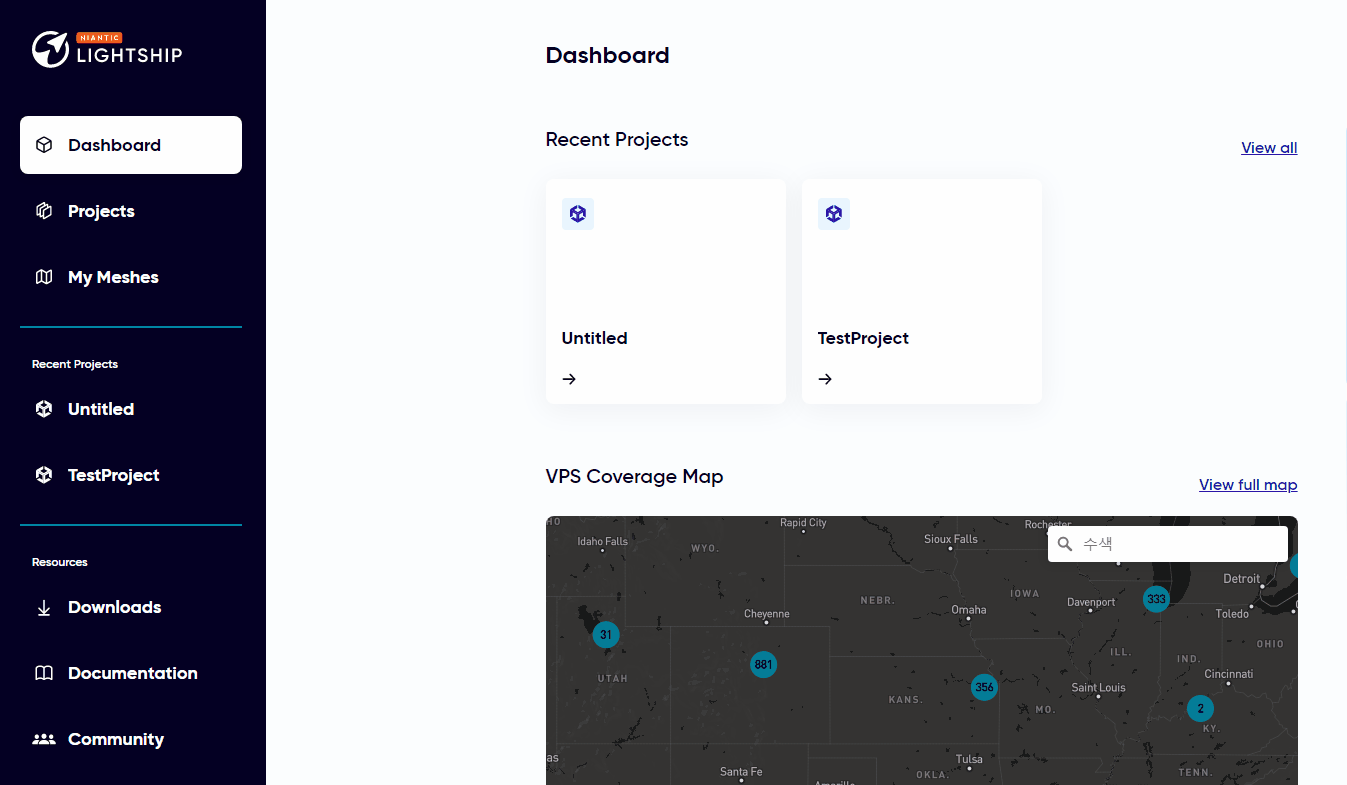 NIANTIC
LIGHTSHIP
Dashboard
Projects
My Meshes
Recent Projects
Untitled
TestProject
Resources
Downloads
Documentation
Community
Dashboard
Recent Projects
View all
Untitled
TestProject
VPS Coverage Map
View full map
HO
Rapid City
Rochester
Idaho Falls
WYO.
Sioux Falls
수색
Detroit
NEBR.
IOWA
Davenport
333
Cheyenne
Omaha
Toledo
31
881
ILL.
IND.
OHIO
UTAH
356
Saint Louis
Cincinnati
KANS.
MO.
2
KY.
as
Santa Fe
Tulsa
OKLA.
TENN.
Amarillo